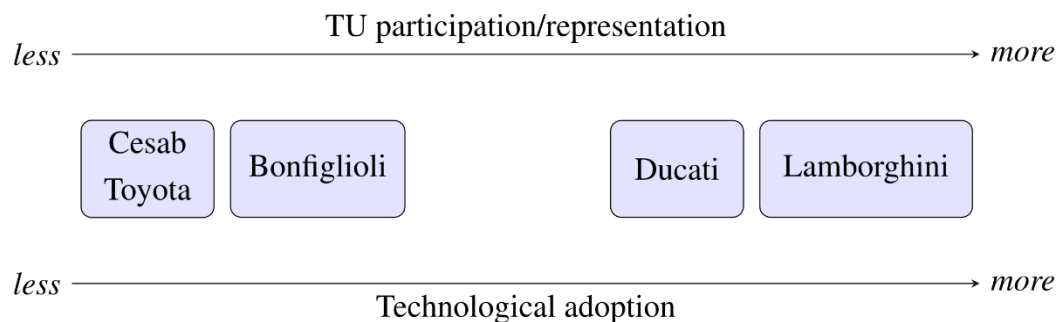 TU participation/representation
less more
Cesab
Toyota
Bonfiglioli
Ducati
Lamborghini
less more
Technological adoption